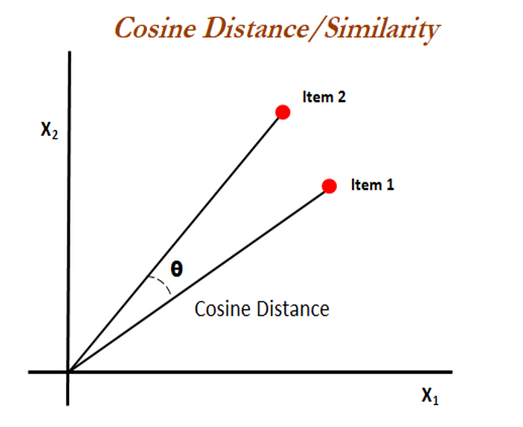 Cosine Distance/Similarity
Item 2
X₂
Item 1
θ
Cosine Distance
X₁